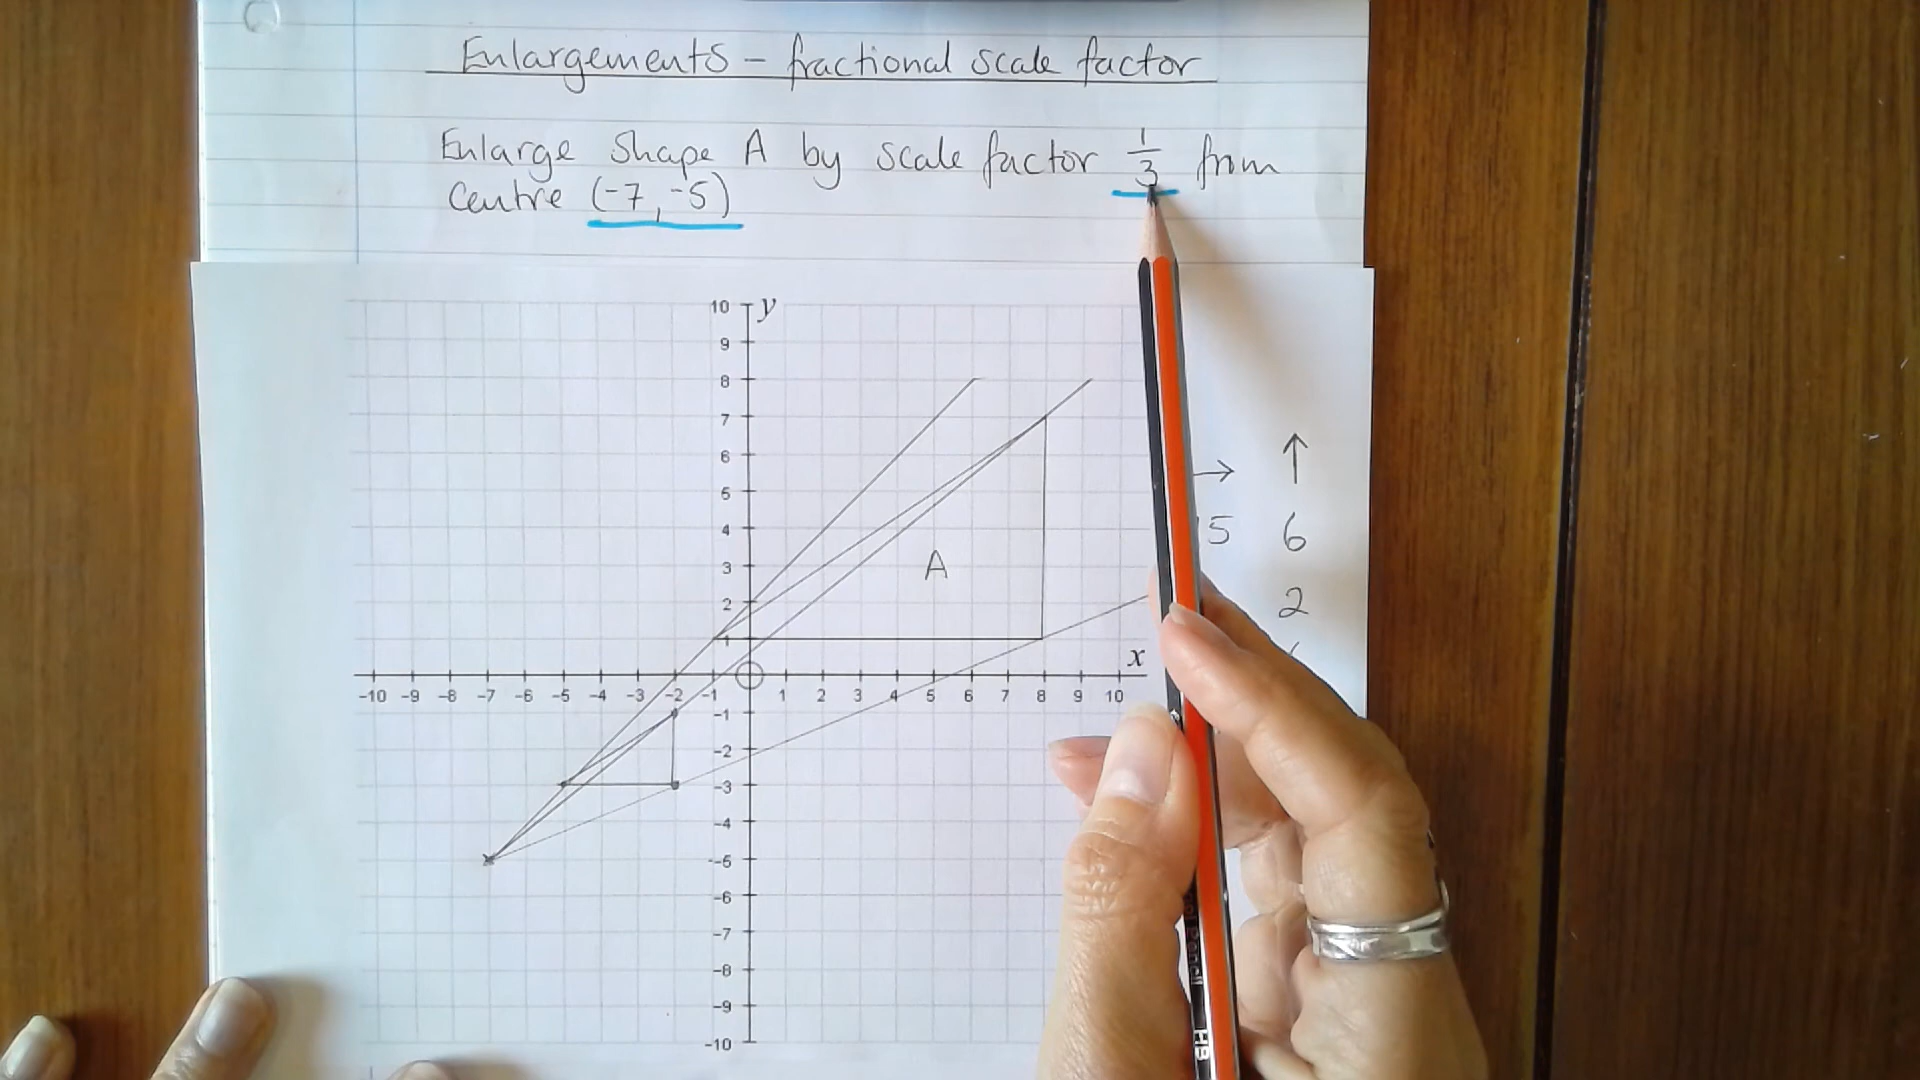 Enlargements – fractional scale factor
Enlarge Shape A by scale factor 1/3 from
Centre (-7, -5)
10 y
9
8
7
6
5
4
3
2
1
A
→ ↑
5 6
2
x
-10 -9 -8 -7 -6 -5 -4 -3 -2 -1 1 2 3 4 5 6 7 8 9 10
-1
-2
-3
-4
-5
-6
-7
-8
-9
-10
HB